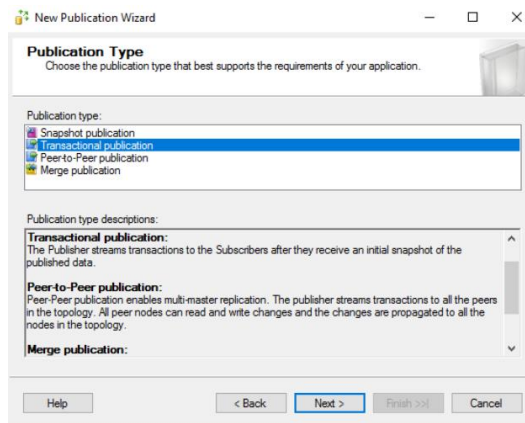 New Publication Wizard
Publication Type
Choose the publication type that best supports the requirements of your application.
Publication type:
Snapshot publication
Transactional publication
Peer-to-Peer publication
Merge publication
Publication type descriptions:
Transactional publication:
The Publisher streams transactions to the Subscribers after they receive an initial snapshot of the
published data.
Peer-to-Peer publication:
Peer-Peer publication enables multi-master replication. The publisher streams transactions to all the peers
in the topology. All peer nodes can read and write changes and the changes are propagated to all the
nodes in the topology.
Merge publication:
Help
< Back
Next >
Finish >>|
Cancel